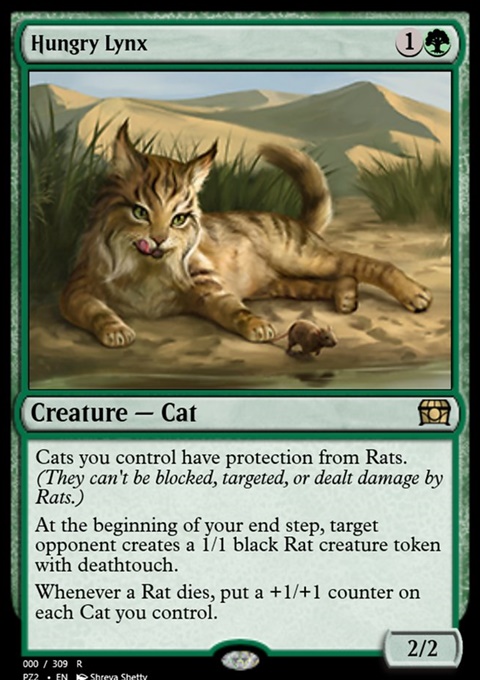 Hungry Lynx 1
Creature — Cat
Cats you control have protection from Rats.
(They can't be blocked, targeted, or dealt damage by
Rats.)
At the beginning of your end step, target
opponent creates a 1/1 black Rat creature token
with deathtouch.
Whenever a Rat dies, put a +1/+1 counter on
each Cat you control.
2/2
000 / 309 R
PZ2 • EN Shreya Shetty